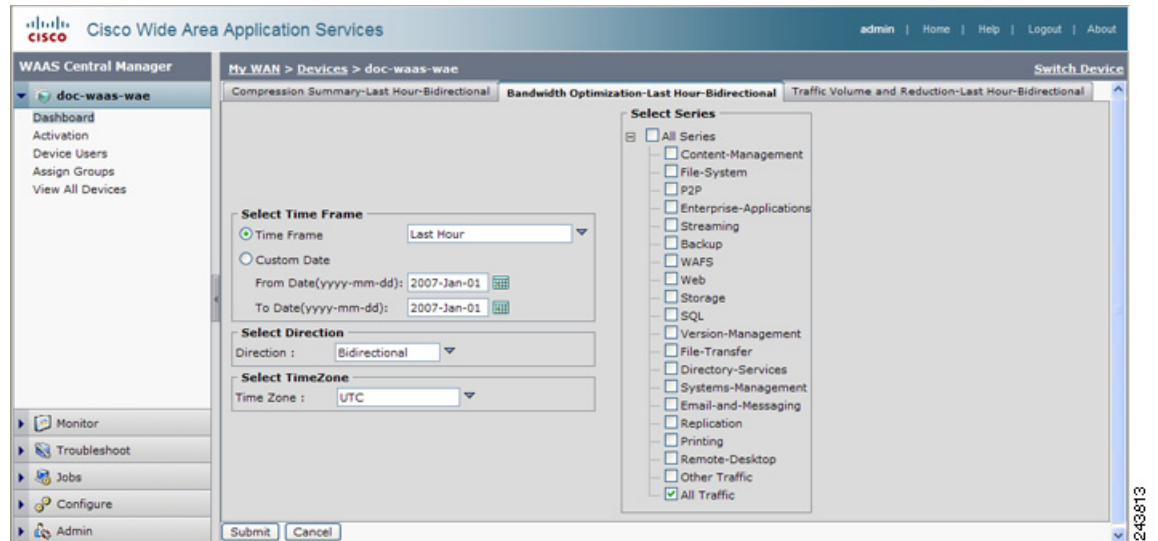 CISCO
Cisco Wide Area Application Services
admin | Home | Help | Logout | About
WAAS Central Manager
doc-waas-wae
Dashboard
Activation
Device Users
Assign Groups
View All Devices
Monitor
Troubleshoot
Jobs
Configure
Admin
My WAN > Devices > doc-waas-wae
Switch Device
Compression Summary-Last Hour-Bidirectional
Bandwidth Optimization-Last Hour-Bidirectional
Traffic Volume and Reduction-Last Hour-Bidirectional
Select Time Frame
Time Frame Last Hour
Custom Date
From Date(yyyy-mm-dd): 2007-Jan-01
To Date(yyyy-mm-dd): 2007-Jan-01
Select Direction
Direction : Bidirectional
Select TimeZone
Time Zone : UTC
Select Series
All Series
Content-Management
File-System
P2P
Enterprise-Applications
Streaming
Backup
WAFS
Web
Storage
SQL
Version-Management
File-Transfer
Directory-Services
Systems-Management
Email-and-Messaging
Replication
Printing
Remote-Desktop
Other Traffic
All Traffic
Submit Cancel
243813